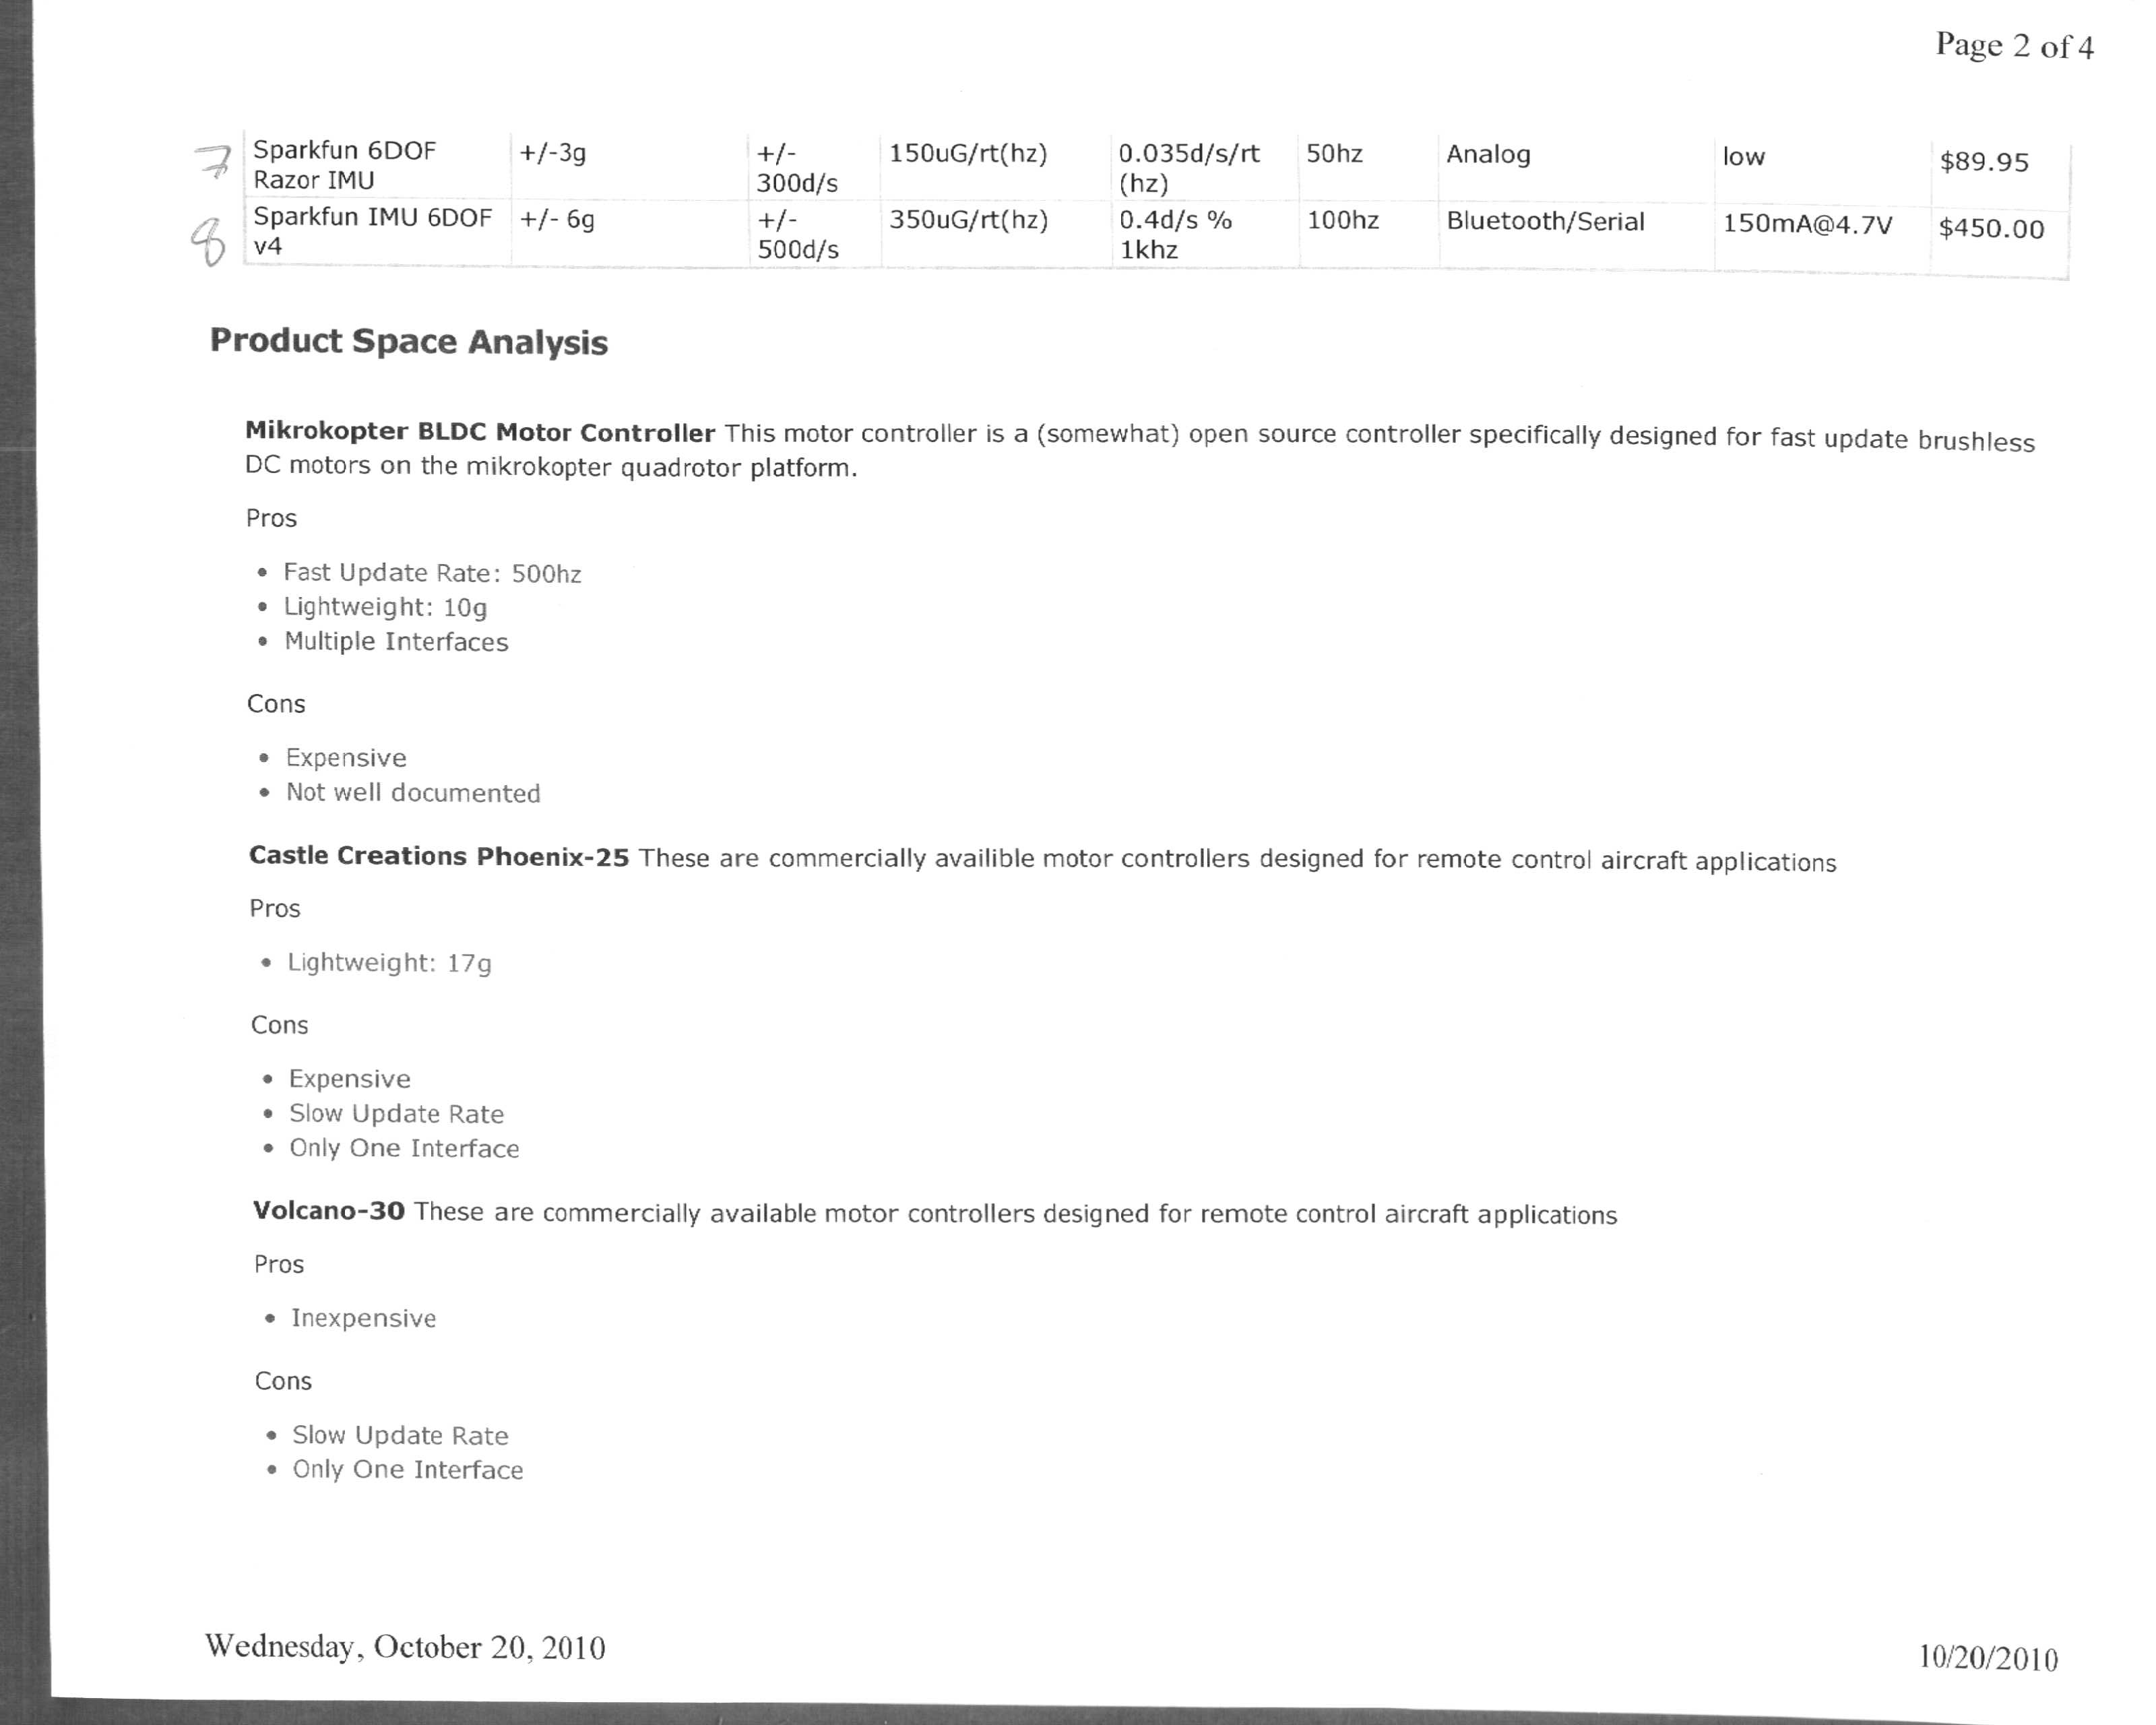 Page 2 of 4
7 Sparkfun 6DOF Razor IMU +/-3g +/- 300d/s 150uG/rt(hz) 0.035d/s/rt (hz) 50hz Analog low $89.95
8 Sparkfun IMU 6DOF v4 +/- 6g +/- 500d/s 350uG/rt(hz) 0.4d/s % 1khz 100hz Bluetooth/Serial 150mA@4.7V $450.00
Product Space Analysis
Mikrokopter BLDC Motor Controller This motor controller is a (somewhat) open source controller specifically designed for fast update brushless
DC motors on the mikrokopter quadrotor platform.
Pros
• Fast Update Rate: 500hz
• Lightweight: 10g
• Multiple Interfaces
Cons
• Expensive
• Not well documented
Castle Creations Phoenix-25 These are commercially availible motor controllers designed for remote control aircraft applications
Pros
• Lightweight: 17g
Cons
• Expensive
• Slow Update Rate
• Only One Interface
Volcano-30 These are commercially available motor controllers designed for remote control aircraft applications
Pros
• Inexpensive
Cons
• Slow Update Rate
• Only One Interface
Wednesday, October 20, 2010
10/20/2010